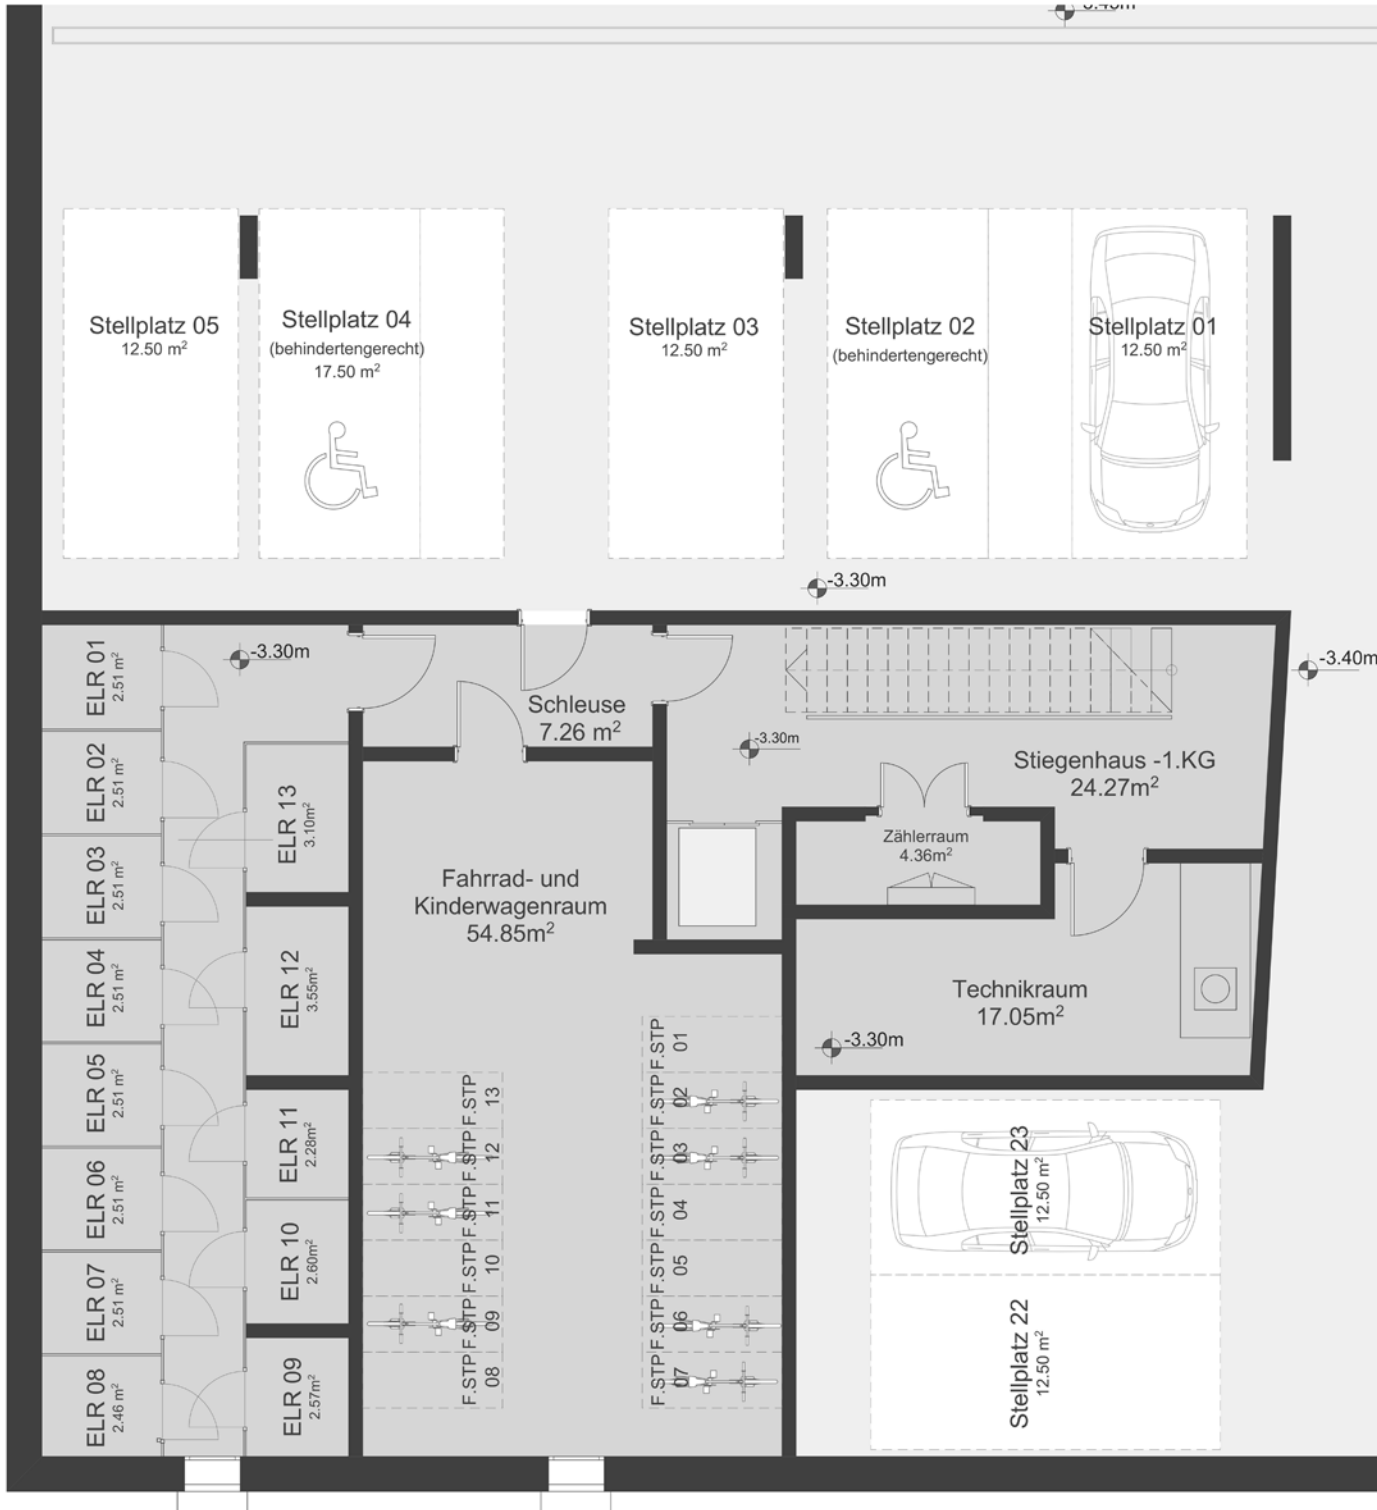 Stellplatz 05
12.50 m²
Stellplatz 04
(behindertengerecht)
17.50 m²
Stellplatz 03
12.50 m²
Stellplatz 02
(behindertengerecht)
Stellplatz 01
12.50 m²
-3.30m
-3.40m
-3.30m
ELR 01
2.51 m²
ELR 02
2.51 m²
ELR 03
2.51 m²
ELR 04
2.51 m²
ELR 05
2.51 m²
ELR 06
2.51 m²
ELR 07
2.51 m²
ELR 08
2.46 m²
ELR 13
3.10m²
ELR 12
3.55m²
ELR 11
2.28m²
ELR 10
2.60m²
ELR 09
2.57m²
Schleuse
7.26 m²
-3.30m
Stiegenhaus -1.KG
24.27m²
Zählerraum
4.36m²
Fahrrad- und
Kinderwagenraum
54.85m²
Technikraum
17.05m²
-3.30m
F.STP
01
F.STP
02
F.STP
03
F.STP
04
F.STP
05
F.STP
06
F.STP
07
F.STP
13
F.STP
12
F.STP
11
F.STP
10
F.STP
09
F.STP
08
Stellplatz 23
12.50 m²
Stellplatz 22
12.50 m²